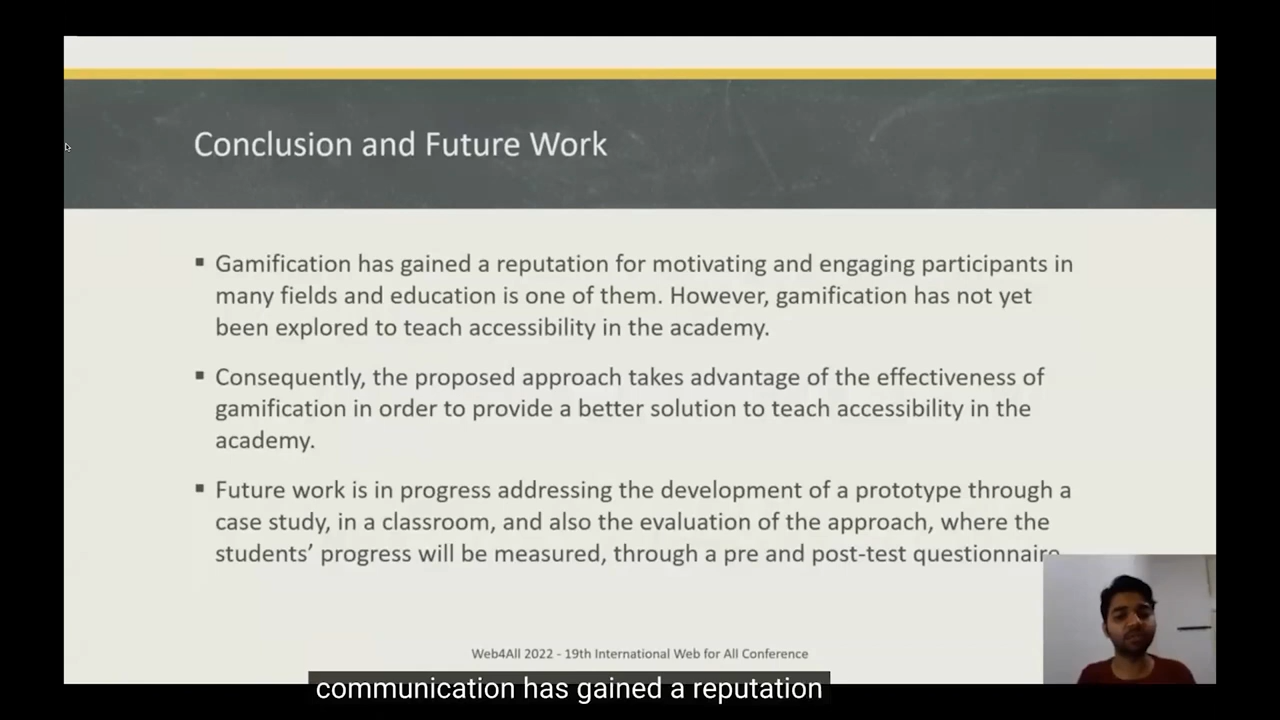 Conclusion and Future Work
▪ Gamification has gained a reputation for motivating and engaging participants in
many fields and education is one of them. However, gamification has not yet
been explored to teach accessibility in the academy.
▪ Consequently, the proposed approach takes advantage of the effectiveness of
gamification in order to provide a better solution to teach accessibility in the
academy.
▪ Future work is in progress addressing the development of a prototype through a
case study, in a classroom, and also the evaluation of the approach, where the
students’ progress will be measured, through a pre and post-test questionnaire
Web4All 2022 - 19th International Web for All Conference
communication has gained a reputation